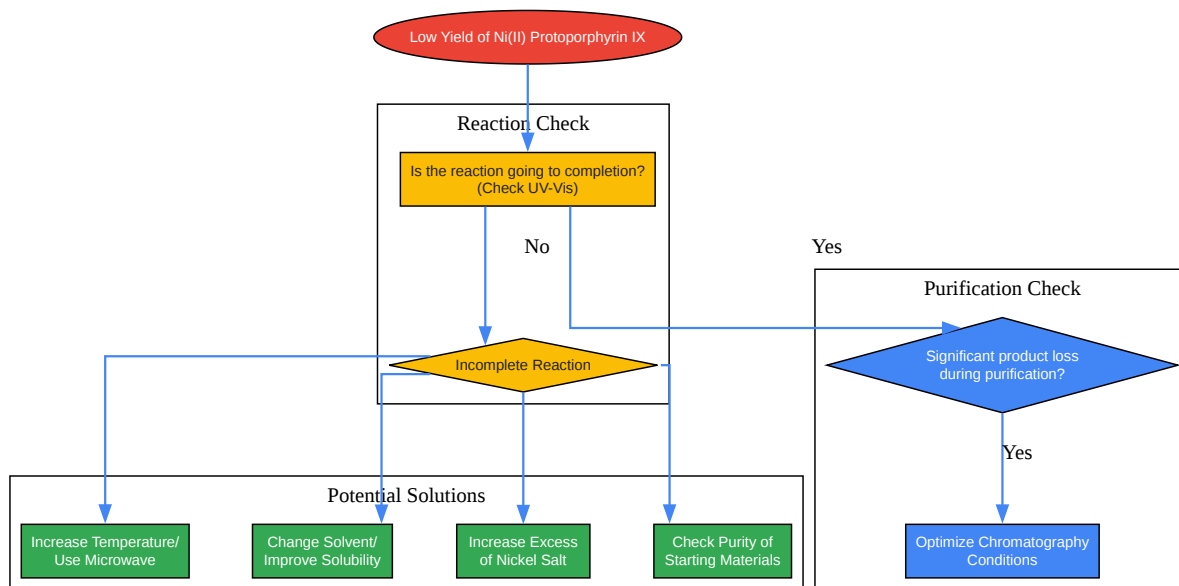 Low Yield of Ni(II) Protoporphyrin IX
Reaction Check
Is the reaction going to completion?
(Check UV-Vis)
No
Yes
Purification Check
Significant product loss
during purification?
Incomplete Reaction
Yes
Potential Solutions
Increase Temperature/
Use Microwave
Change Solvent/
Improve Solubility
Increase Excess
of Nickel Salt
Check Purity of
Starting Materials
Optimize Chromatography
Conditions